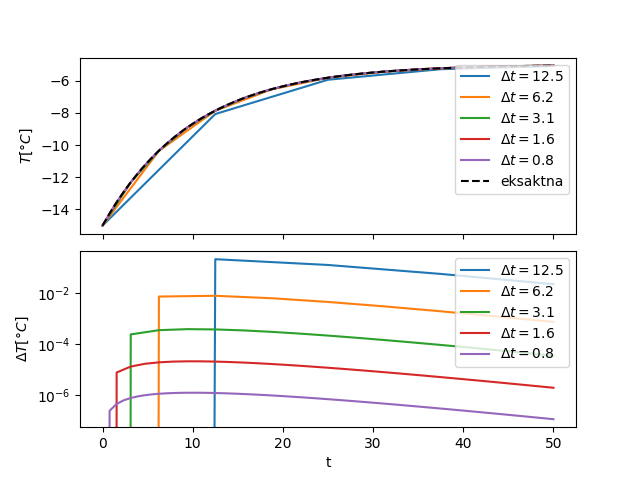 T[°C]
−6
−8
−10
−12
−14
Δt = 12.5
Δt = 6.2
Δt = 3.1
Δt = 1.6
Δt = 0.8
eksaktna
ΔT[°C]
10⁻²
10⁻⁴
10⁻⁶
Δt = 12.5
Δt = 6.2
Δt = 3.1
Δt = 1.6
Δt = 0.8
0 10 20 30 40 50
t